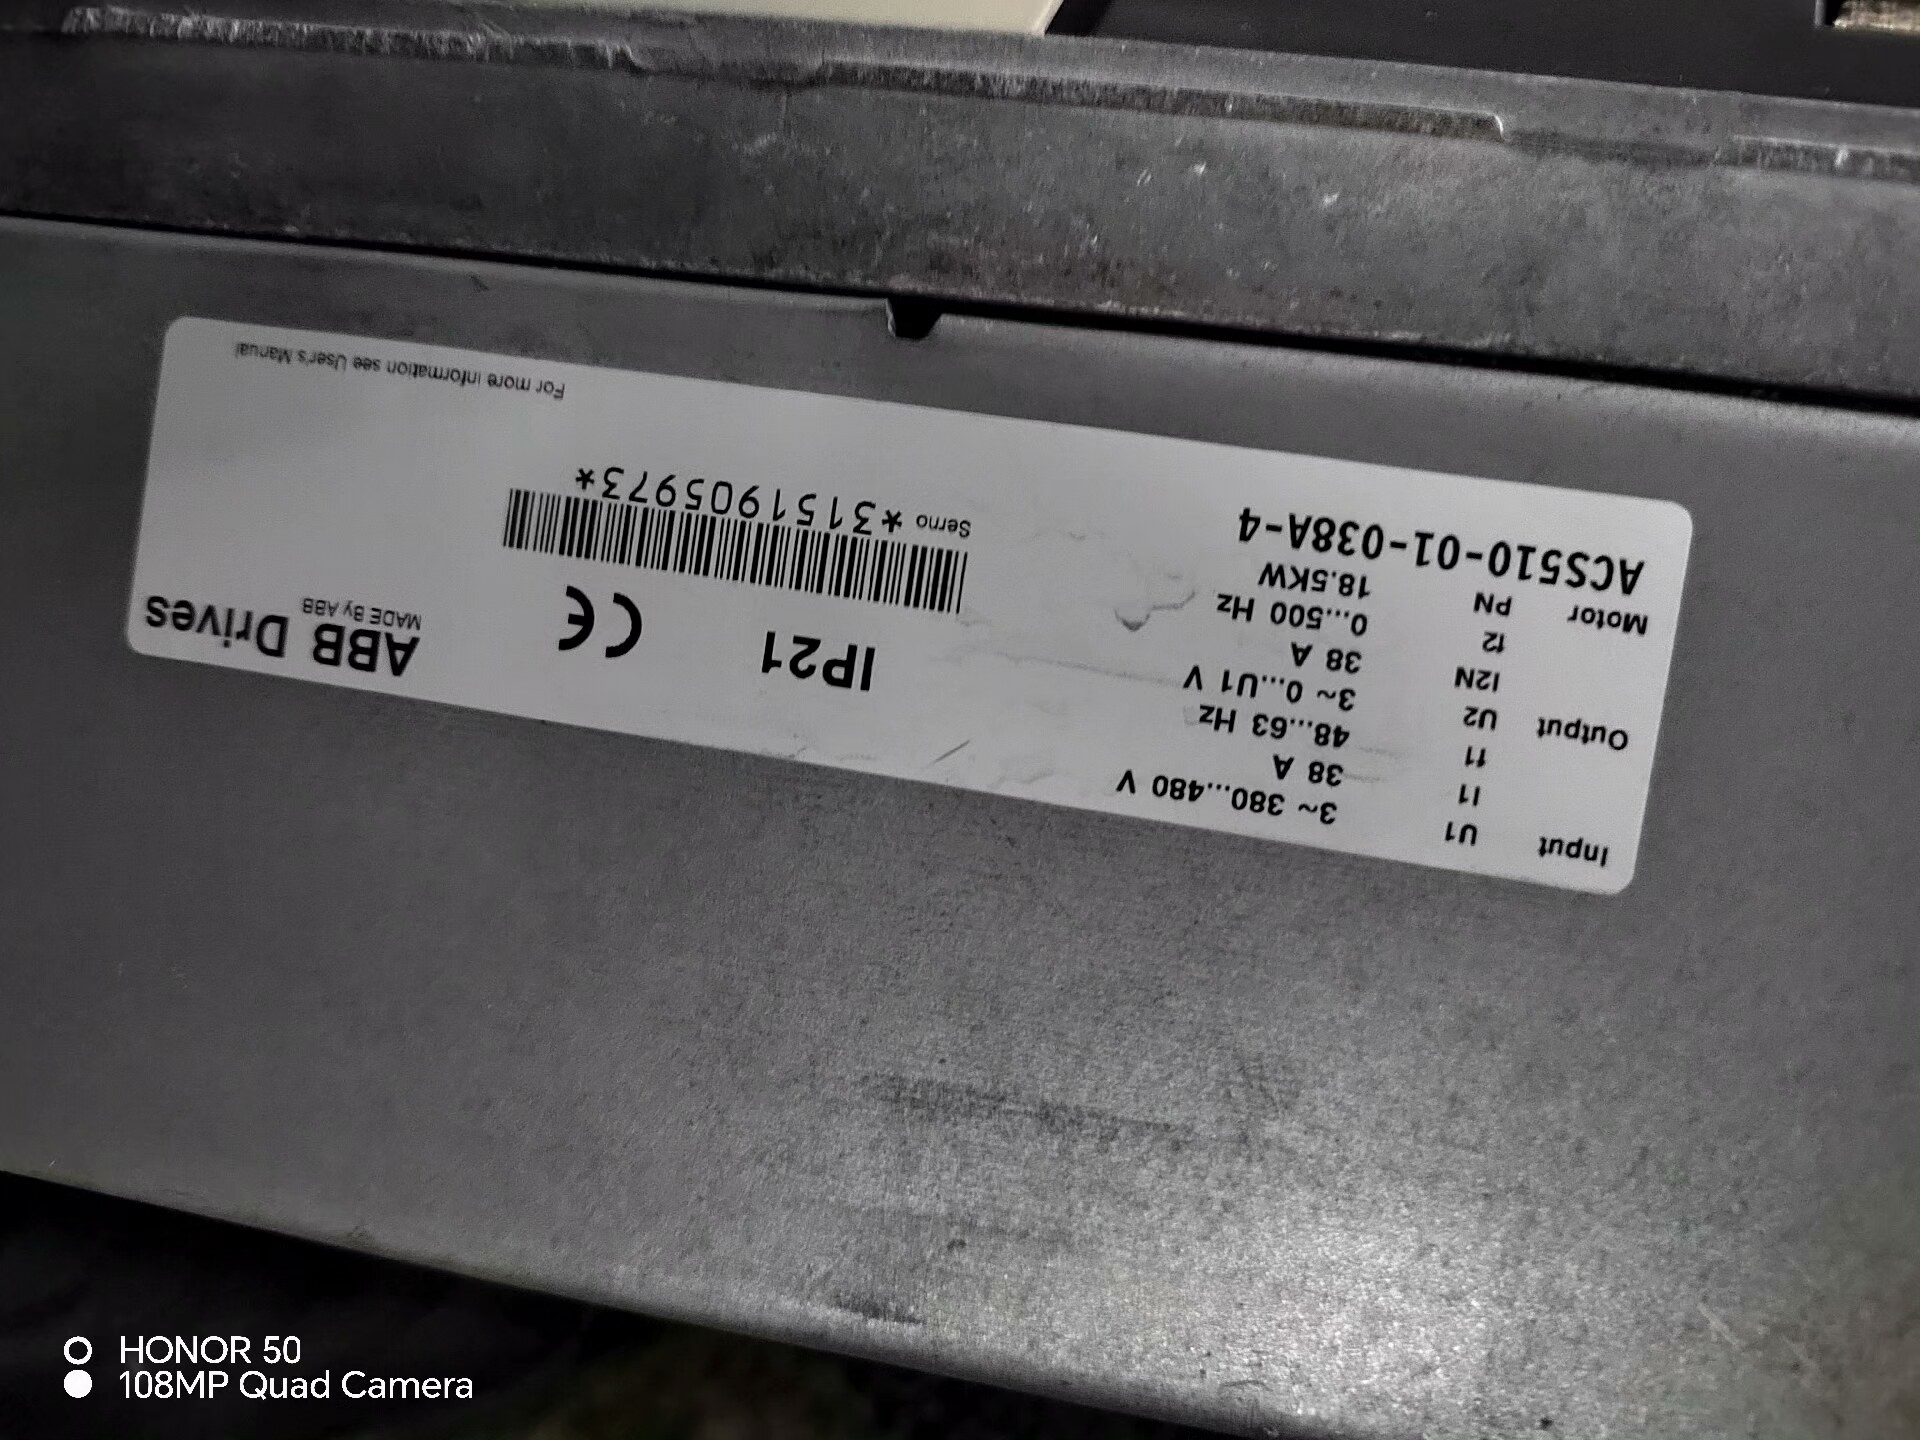 ABB Drives
MADE By ABB
IP21
CE
Input U1 3~ 380...480 V
I1 38 A
f1 48...63 Hz
Output U2 3~ 0...U1 V
I2N 38 A
f2 0...500 Hz
Motor PN 18.5KW
ACS510-01-038A-4
Serno *3151905973*
For more information see User's Manual
HONOR 50
108MP Quad Camera